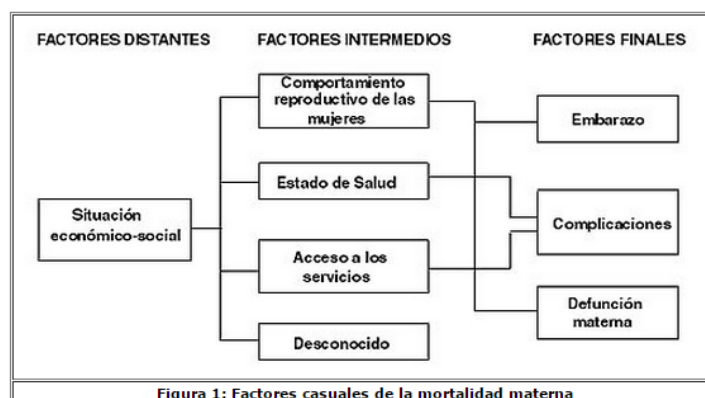 FACTORES DISTANTES
FACTORES INTERMEDIOS
FACTORES FINALES
Comportamiento
reproductivo de las
mujeres
Embarazo
Estado de Salud
Situación
económico-social
Complicaciones
Acceso a los
servicios
Defunción
materna
Desconocido
Figura 1: Factores casuales de la mortalidad materna